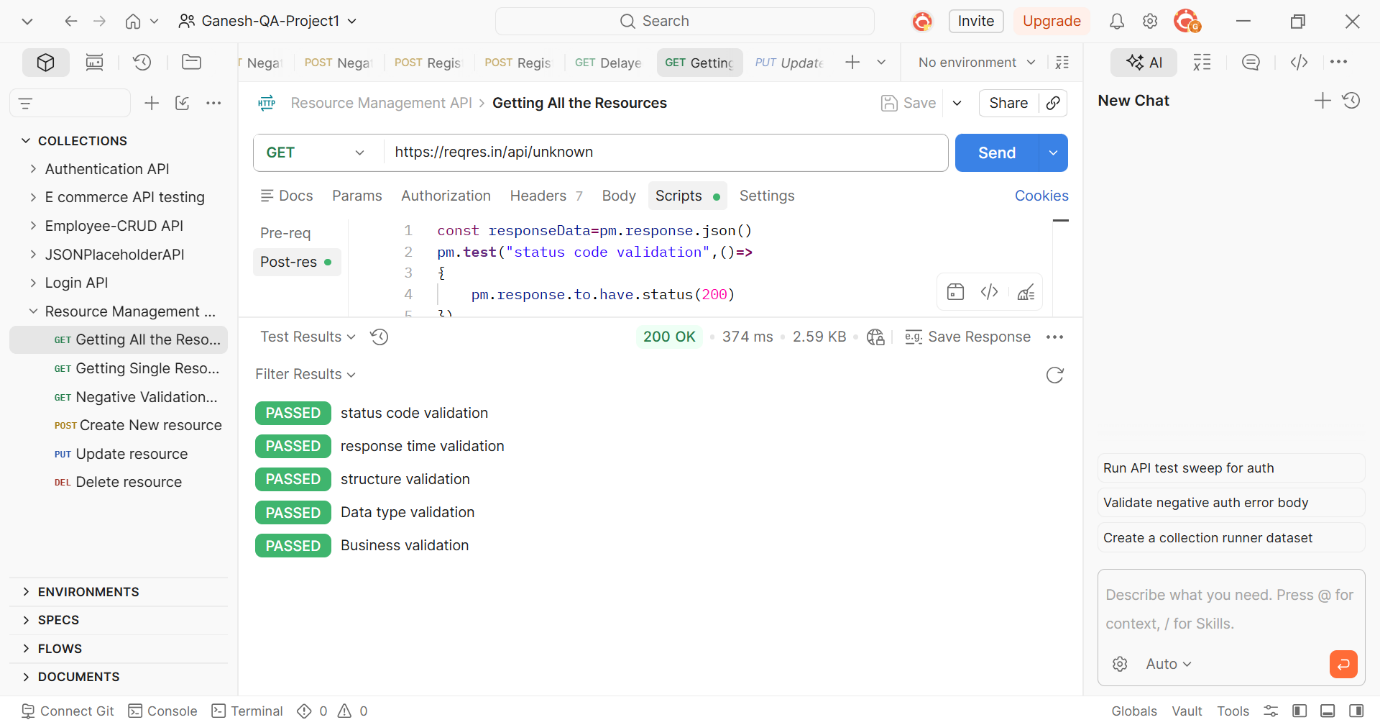 Ganesh-QA-Project1
Search
Invite
Upgrade
G
Negat
POST Negat
POST Regis
POST Regis
GET Delaye
GET Getting
PUT Update
No environment
AI
HTTP
Resource Management API > Getting All the Resources
Save
Share
New Chat
GET
https://reqres.in/api/unknown
Send
COLLECTIONS
Authentication API
E commerce API testing
Employee-CRUD API
JSONPlaceholderAPI
Login API
Resource Management ...
GET Getting All the Reso...
GET Getting Single Reso...
GET Negative Validation...
POST Create New resource
PUT Update resource
DEL Delete resource
ENVIRONMENTS
SPECS
FLOWS
DOCUMENTS
Docs Params Authorization Headers 7 Body Scripts Settings
Cookies
Pre-req
Post-res
1 const responseData=pm.response.json()
2 pm.test("status code validation",()=>
3 {
4 pm.response.to.have.status(200)
5 })
Test Results
200 OK • 374 ms • 2.59 KB
e.g. Save Response
Filter Results
PASSED status code validation
PASSED response time validation
PASSED structure validation
PASSED Data type validation
PASSED Business validation
Run API test sweep for auth
Validate negative auth error body
Create a collection runner dataset
Describe what you need. Press @ for
context, / for Skills.
Auto
Connect Git
Console
Terminal
0
0
Globals
Vault
Tools